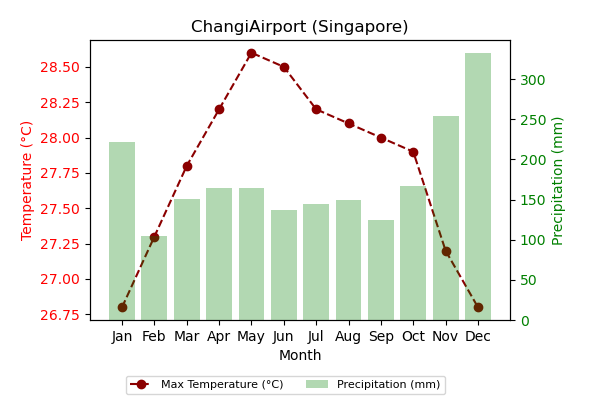 ChangiAirport (Singapore)
Temperature (°C)
28.50
28.25
28.00
27.75
27.50
27.25
27.00
26.75
300
250
200
150
100
50
0
Precipitation (mm)
Jan Feb Mar Apr May Jun Jul Aug Sep Oct Nov Dec
Month
Max Temperature (°C) Precipitation (mm)